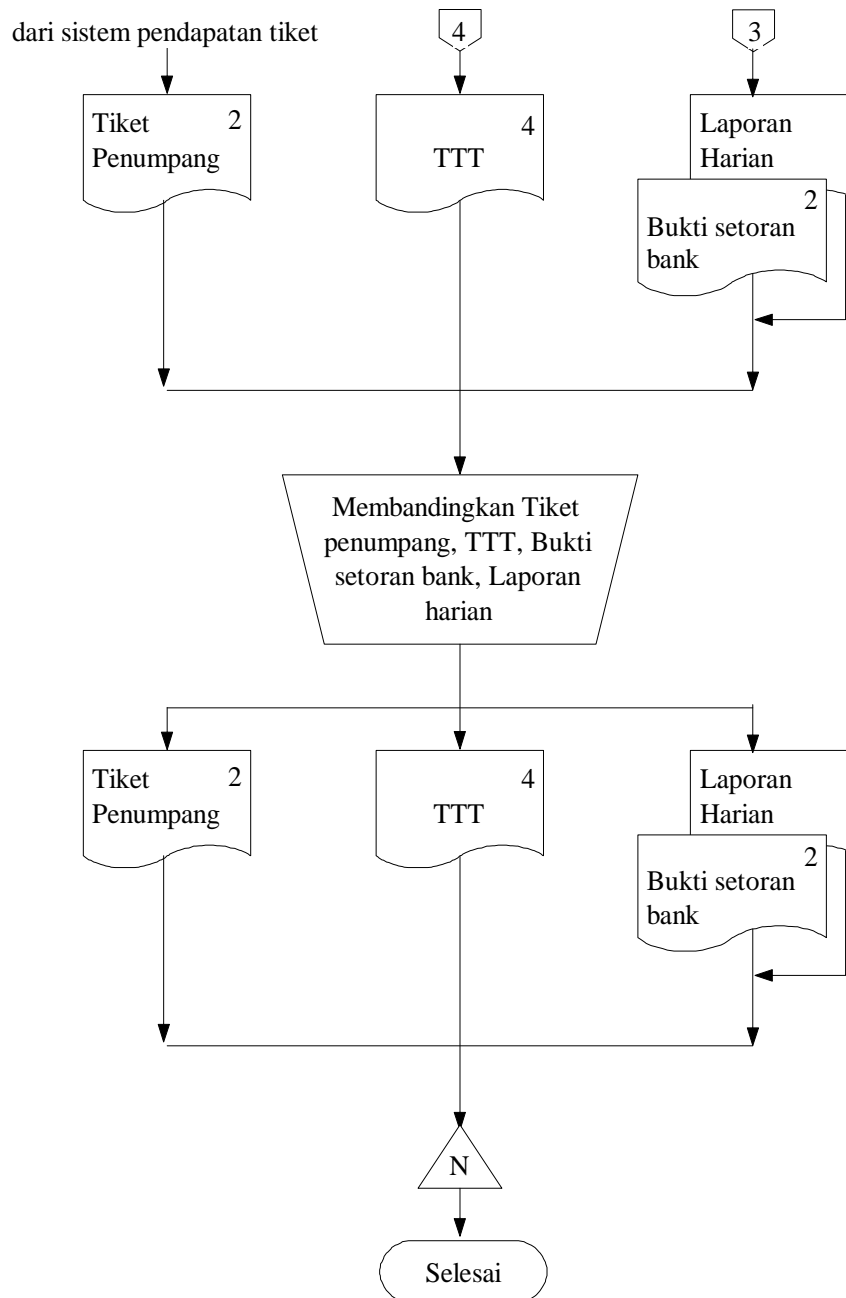 dari sistem pendapatan tiket
4
3
Tiket 2
Penumpang
4
TTT
Laporan
Harian
2
Bukti setoran
bank
Membandingkan Tiket
penumpang, TTT, Bukti
setoran bank, Laporan
harian
Tiket 2
Penumpang
4
TTT
Laporan
Harian
2
Bukti setoran
bank
N
Selesai